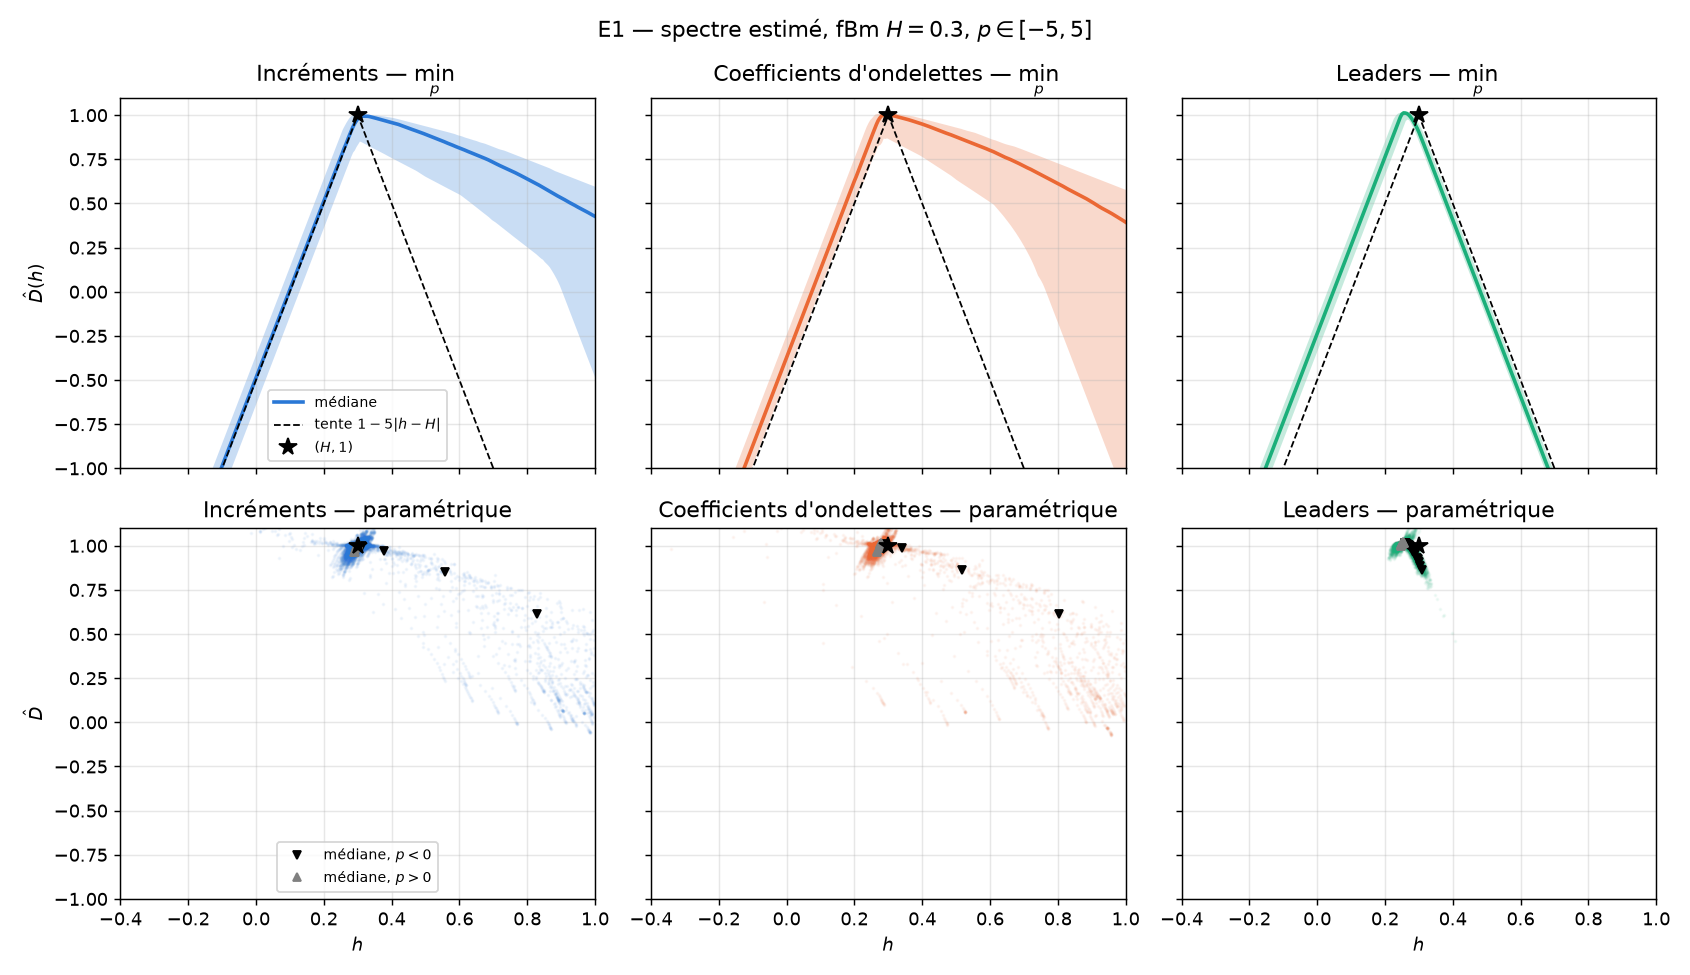 E1 — spectre estimé, fBm H = 0.3, p ∈ [−5, 5]
Incréments — min
p
Coefficients d'ondelettes — min
p
Leaders — min
p
1.00
0.75
0.50
0.25
0.00
−0.25
−0.50
−0.75
−1.00
D̂(h)
médiane
tente 1 − 5|h − H|
(H, 1)
Incréments — paramétrique
Coefficients d'ondelettes — paramétrique
Leaders — paramétrique
1.00
0.75
0.50
0.25
0.00
−0.25
−0.50
−0.75
−1.00
D̂
médiane, p < 0
médiane, p > 0
−0.4 −0.2 0.0 0.2 0.4 0.6 0.8 1.0
−0.4 −0.2 0.0 0.2 0.4 0.6 0.8 1.0
−0.4 −0.2 0.0 0.2 0.4 0.6 0.8 1.0
h
h
h